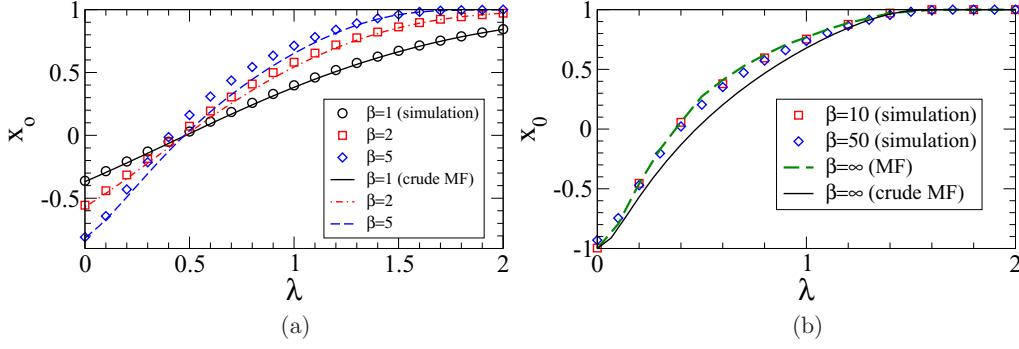 1
0.5
0
-0.5
x_o
0 0.5 1 1.5 2
λ
β=1 (simulation)
β=2
β=5
β=1 (crude MF)
β=2
β=5
(a)
1
0.5
0
-0.5
-1
x_0
0 1 2
λ
β=10 (simulation)
β=50 (simulation)
β=∞ (MF)
β=∞ (crude MF)
(b)